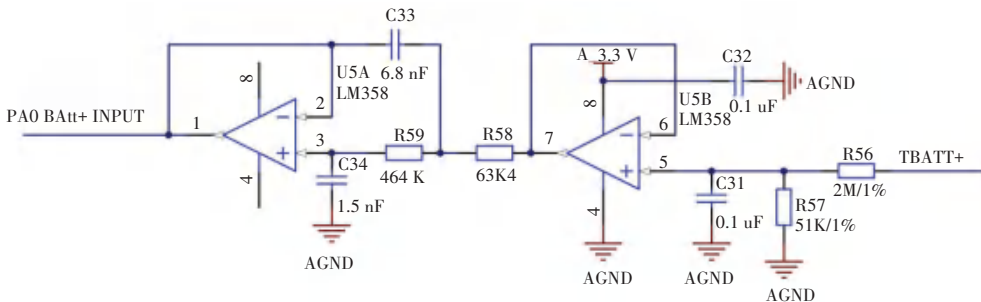 C33
6.8 nF
U5A
LM358
8
2
PA0 BAtt+ INPUT
1
3
4
R59
464 K
C34
1.5 nF
AGND
R58
63K4
7
A_3.3 V
8
C32
0.1 uF
AGND
U5B
LM358
6
5
4
AGND
C31
0.1 uF
AGND
R56
2M/1%
TBATT+
R57
51K/1%
AGND